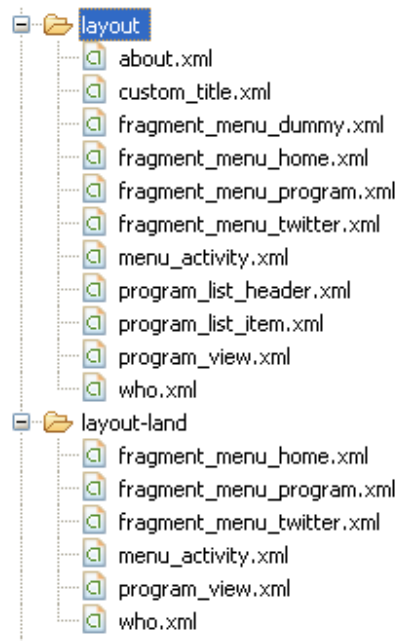 layout
about.xml
custom_title.xml
fragment_menu_dummy.xml
fragment_menu_home.xml
fragment_menu_program.xml
fragment_menu_twitter.xml
menu_activity.xml
program_list_header.xml
program_list_item.xml
program_view.xml
who.xml
layout-land
fragment_menu_home.xml
fragment_menu_program.xml
fragment_menu_twitter.xml
menu_activity.xml
program_view.xml
who.xml